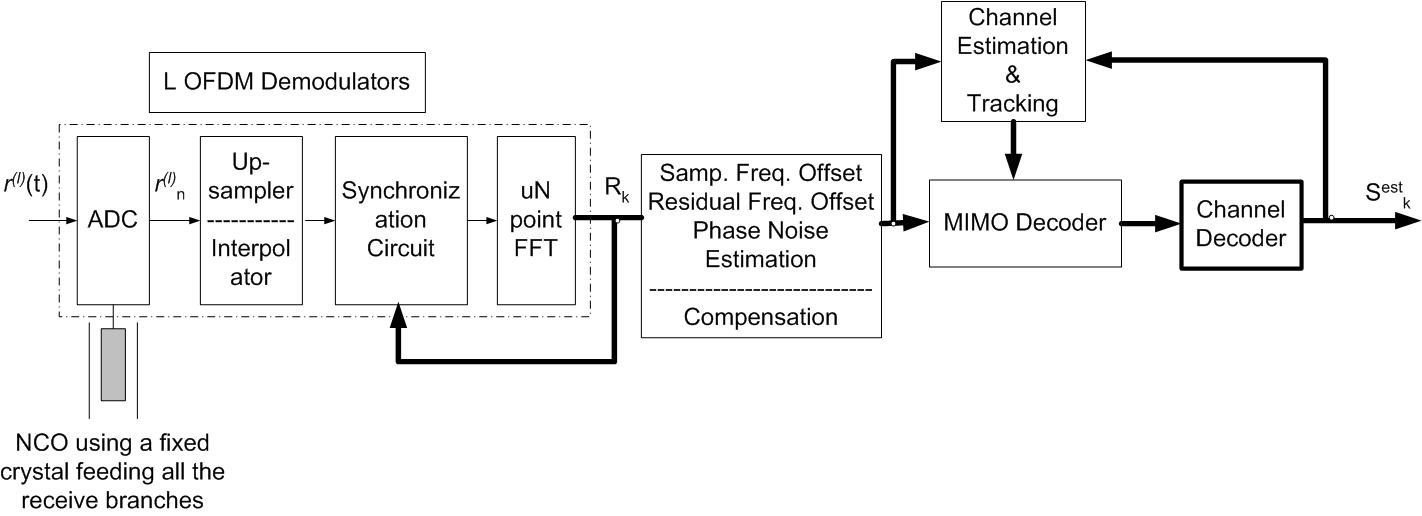 L OFDM Demodulators
r(l)(t)
ADC
r(l)n
Up-
sampler
Interpol
ator
Synchroniz
ation
Circuit
uN
point
FFT
Rk
Samp. Freq. Offset
Residual Freq. Offset
Phase Noise
Estimation
Compensation
Channel
Estimation
&
Tracking
MIMO Decoder
Channel
Decoder
Sestk
NCO using a fixed
crystal feeding all the
receive branches